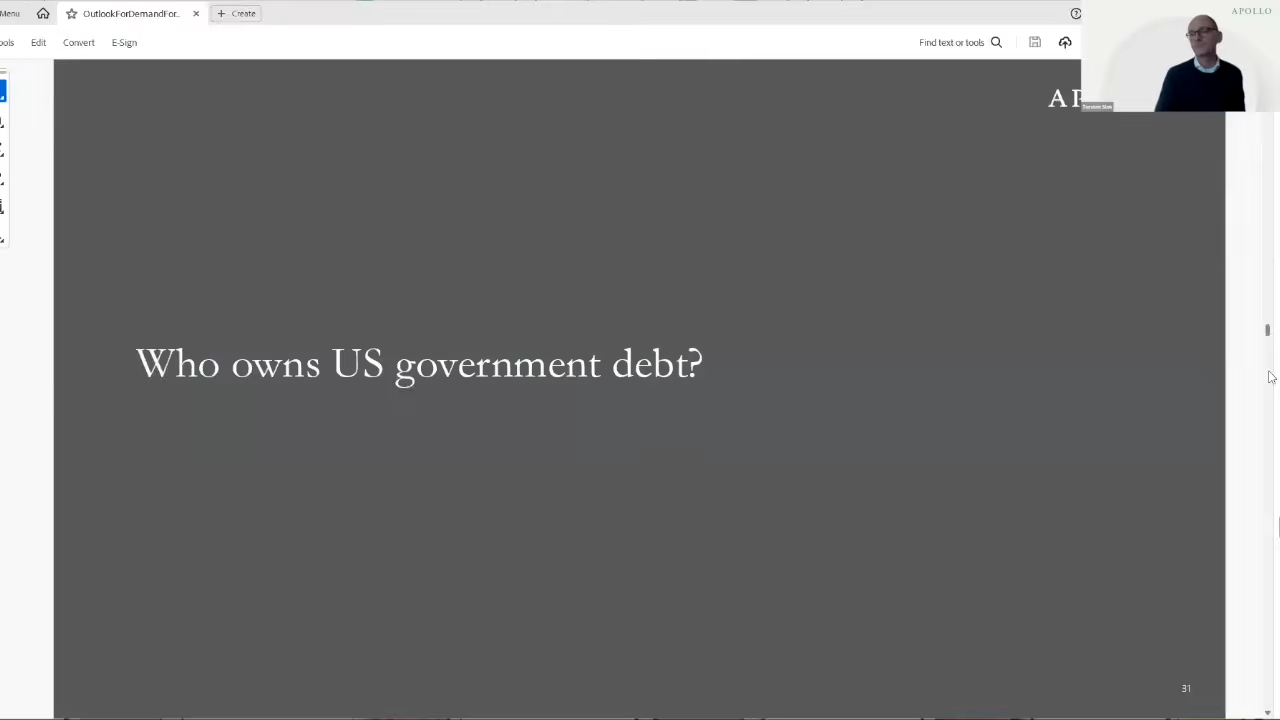 Menu
OutlookForDemandFor...
Create
APOLLO
ools
Edit
Convert
E-Sign
Find text or tools
AP
Who owns US government debt?
31